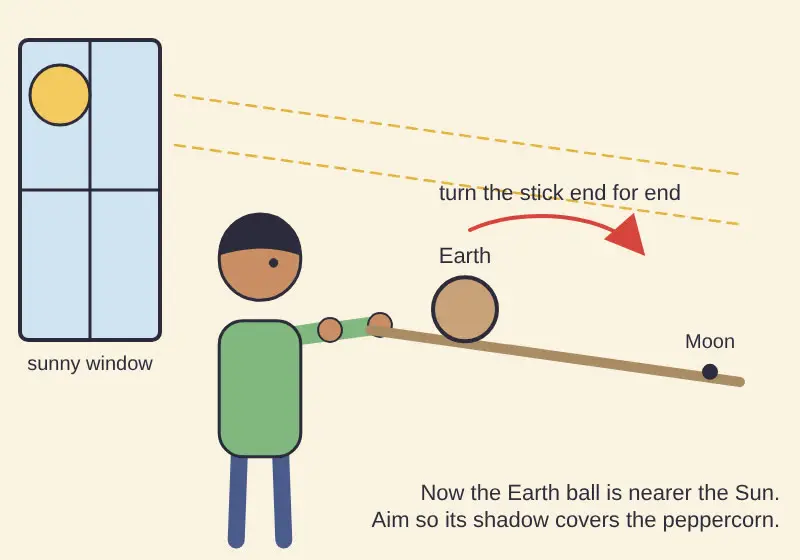 turn the stick end for end
Earth
Moon
sunny window
Now the Earth ball is nearer the Sun.
Aim so its shadow covers the peppercorn.